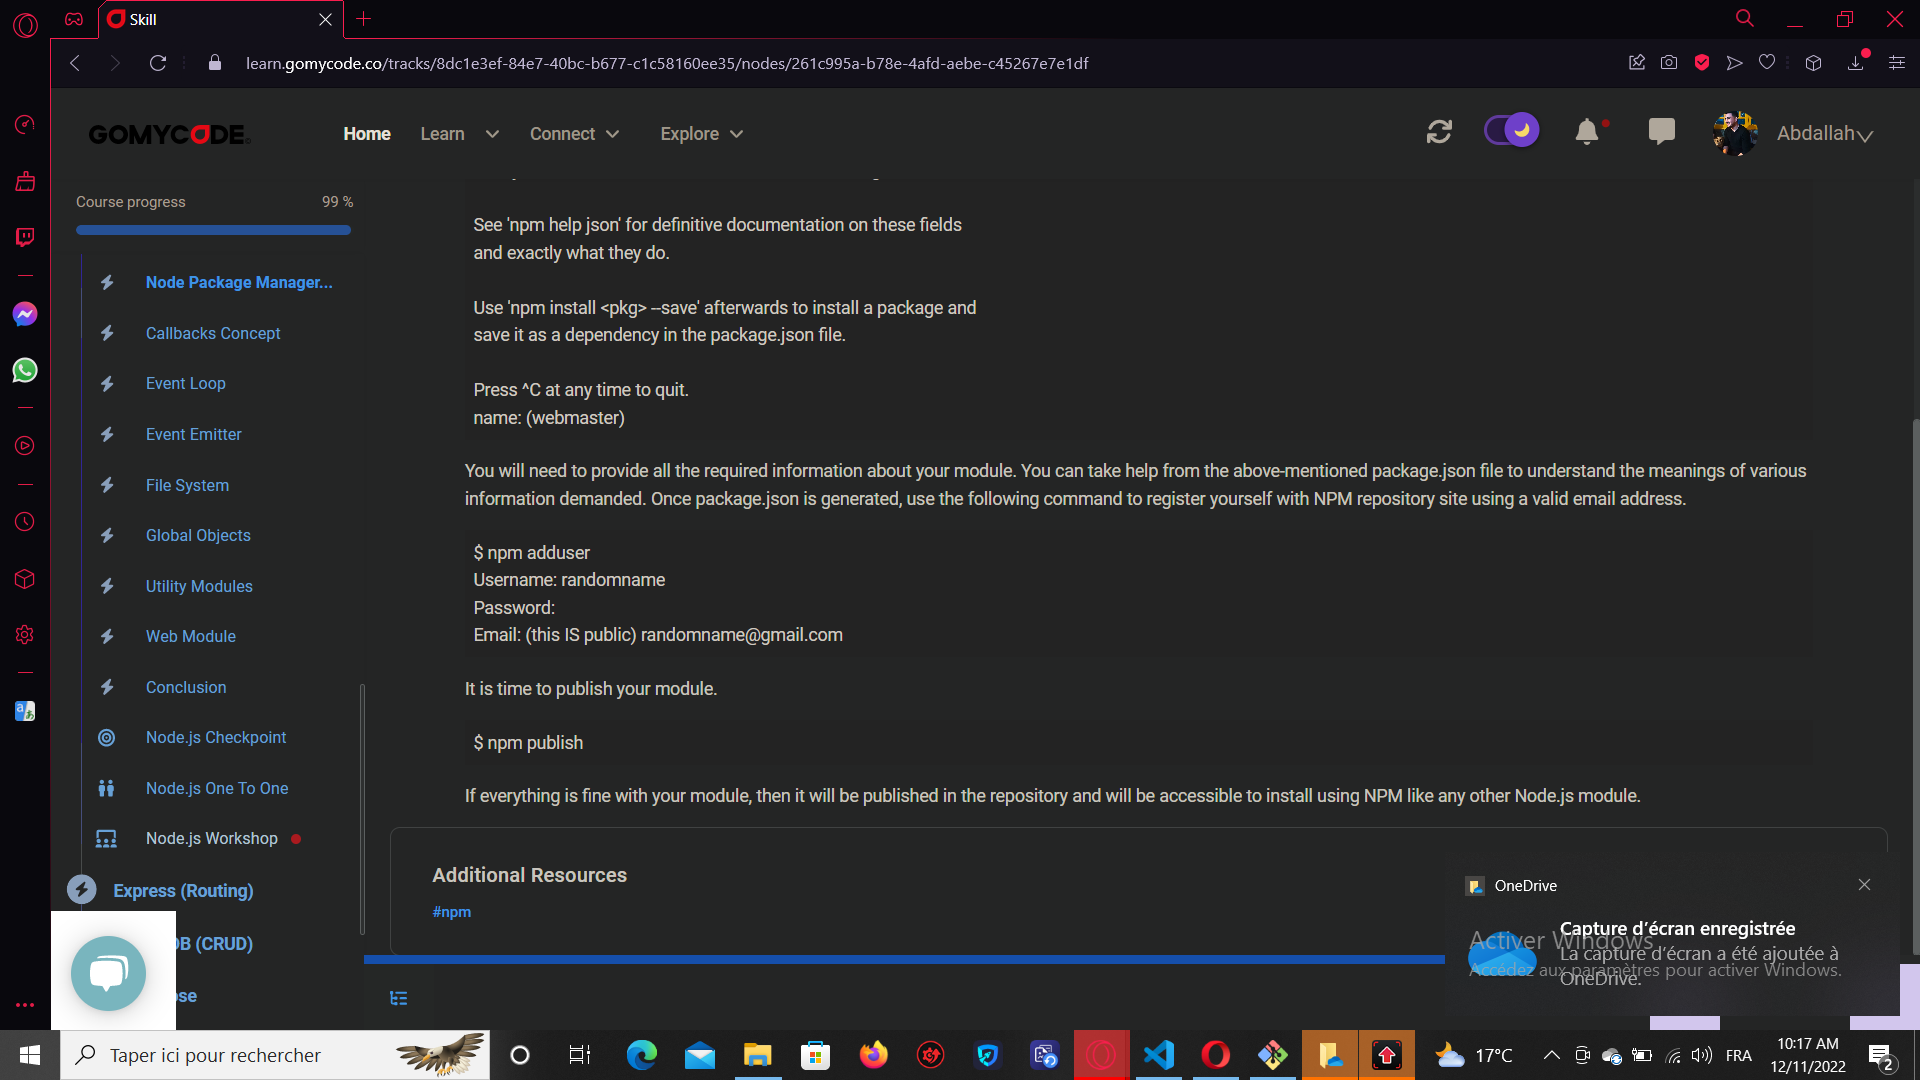 Skill
learn.gomycode.co/tracks/8dc1e3ef-84e7-40bc-b677-c1c58160ee35/nodes/261c995a-b78e-4afd-aebe-c45267e7e1df
GOMYCODE
Home
Learn
Connect
Explore
Abdallah
Course progress
99 %
Node Package Manager...
Callbacks Concept
Event Loop
Event Emitter
File System
Global Objects
Utility Modules
Web Module
Conclusion
Node.js Checkpoint
Node.js One To One
Node.js Workshop
Express (Routing)
DB (CRUD)
ose
See 'npm help json' for definitive documentation on these fields
and exactly what they do.
Use 'npm install <pkg> --save' afterwards to install a package and
save it as a dependency in the package.json file.
Press ^C at any time to quit.
name: (webmaster)
You will need to provide all the required information about your module. You can take help from the above-mentioned package.json file to understand the meanings of various
information demanded. Once package.json is generated, use the following command to register yourself with NPM repository site using a valid email address.
$ npm adduser
Username: randomname
Password:
Email: (this IS public) randomname@gmail.com
It is time to publish your module.
$ npm publish
If everything is fine with your module, then it will be published in the repository and will be accessible to install using NPM like any other Node.js module.
Additional Resources
#npm
OneDrive
Capture d'écran enregistrée
La capture d'écran a été ajoutée à
OneDrive.
Activer Windows
Accédez aux paramètres pour activer Windows.
Taper ici pour rechercher
17°C
FRA
10:17 AM
12/11/2022
2